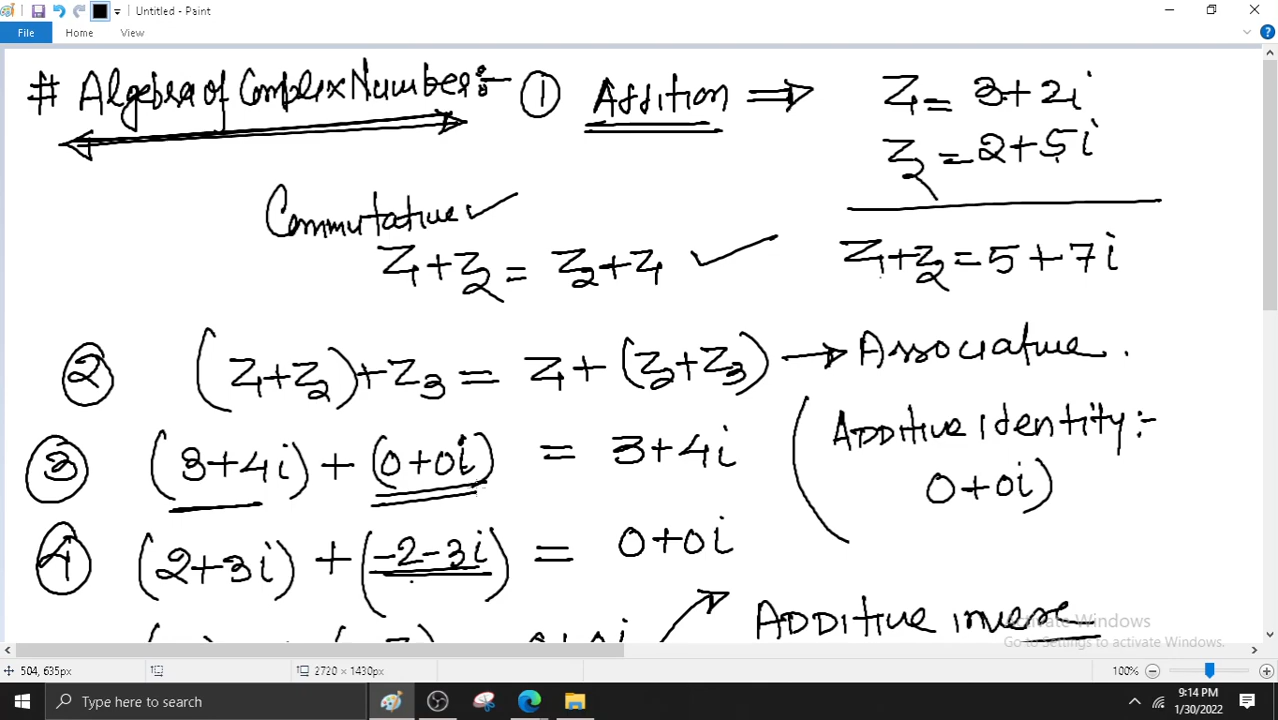 Untitled - Paint
File Home View
# Algebra of Complex Number:- ① Addition ⇒ Z1 = 3+2i
Z2 = 2+5i
Commutative ✓
Z1+Z2 = Z2+Z1 ✓ Z1+Z2 = 5+7i
② (Z1+Z2)+Z3 = Z1+(Z2+Z3) → Associative.
③ (3+4i) + (0+0i) = 3+4i (Additive identity:-
0+0i)
④ (2+3i) + (-2-3i) = 0+0i
Additive inverse
Activate Windows
Go to Settings to activate Windows.
504, 635px 2720 × 1430px 100%
Type here to search
9:14 PM
1/30/2022